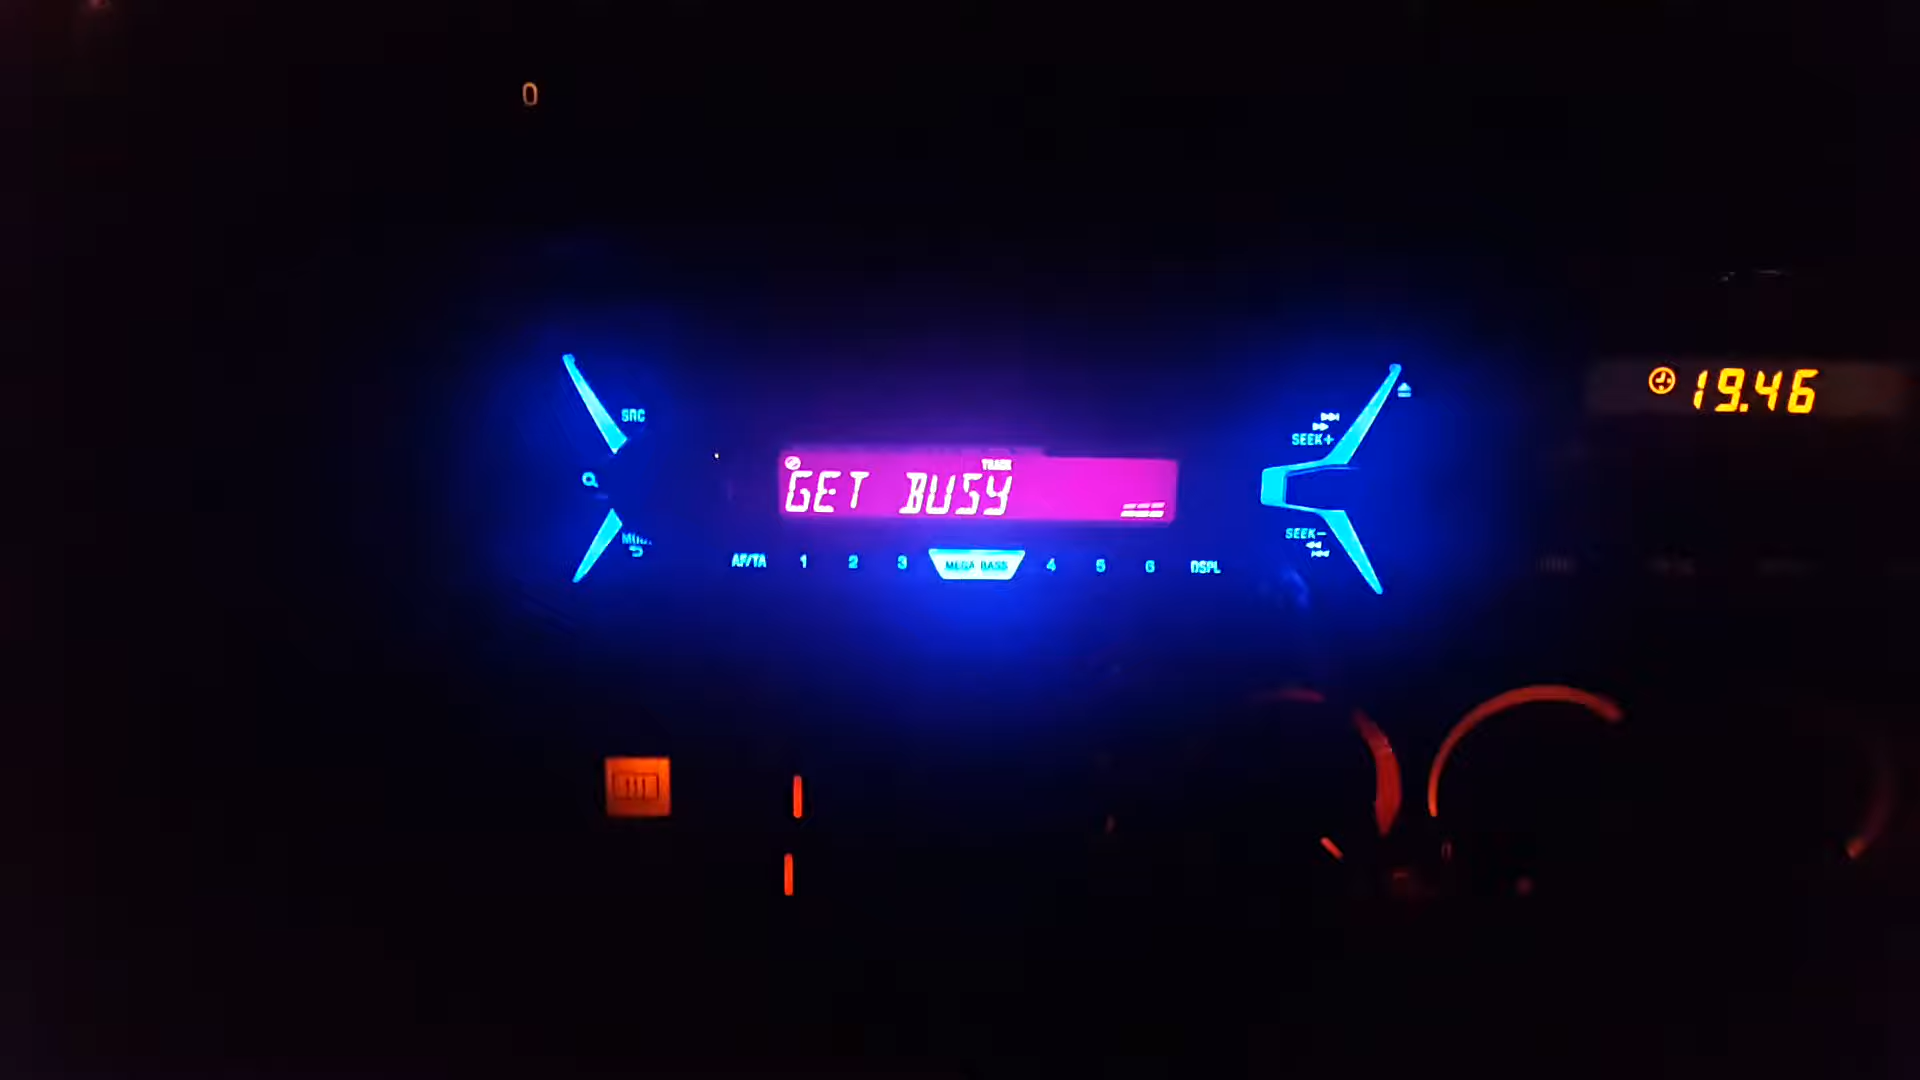 0
SRC
SEEK+
19.46
TRACK
GET BUSY
SEEK-
AF/TA 1 2 3 MEGA BASS 4 5 6 DSPL